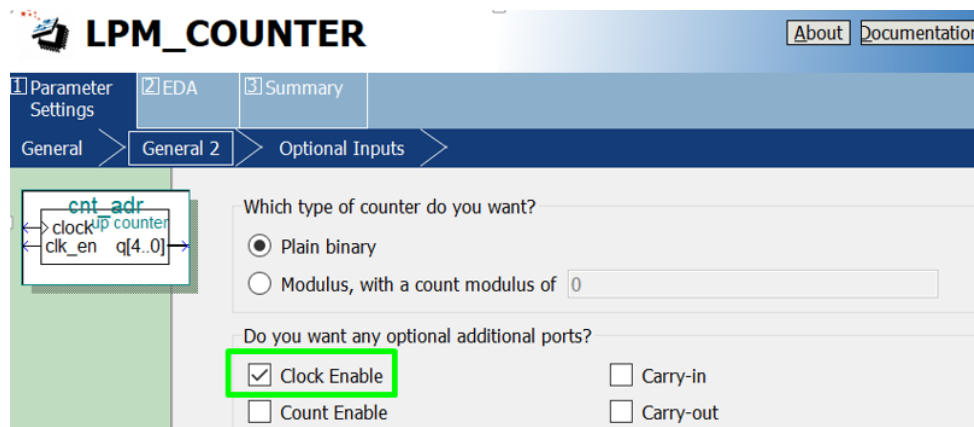 LPM_COUNTER
About Documentation
1 Parameter Settings 2 EDA 3 Summary
General General 2 Optional Inputs
cnt_adr
up counter
clock
clk_en q[4..0]
Which type of counter do you want?
Plain binary
Modulus, with a count modulus of 0
Do you want any optional additional ports?
Clock Enable Carry-in
Count Enable Carry-out